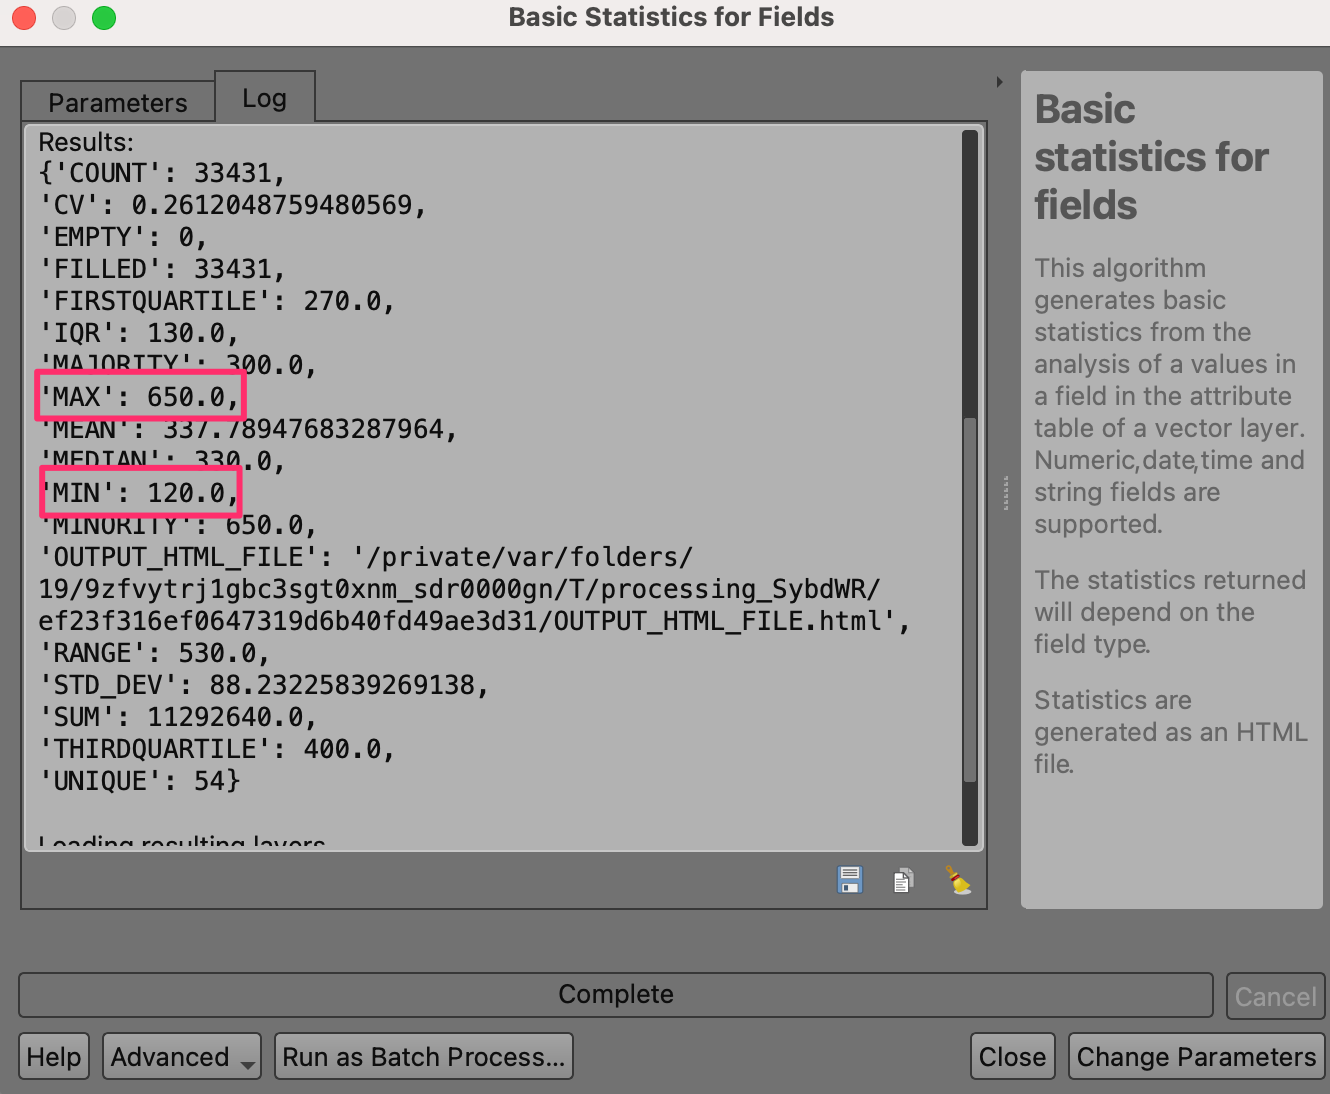 Basic Statistics for Fields
Parameters
Log
Results:
{'COUNT': 33431,
'CV': 0.2612048759480569,
'EMPTY': 0,
'FILLED': 33431,
'FIRSTQUARTILE': 270.0,
'IQR': 130.0,
'MAJORITY': 300.0,
'MAX': 650.0,
'MEAN': 337.78947683287964,
'MEDIAN': 330.0,
'MIN': 120.0,
'MINORITY': 650.0,
'OUTPUT_HTML_FILE': '/private/var/folders/
19/9zfvytrj1gbc3sgt0xnm_sdr0000gn/T/processing_SybdWR/
ef23f316ef0647319d6b40fd49ae3d31/OUTPUT_HTML_FILE.html',
'RANGE': 530.0,
'STD_DEV': 88.23225839269138,
'SUM': 11292640.0,
'THIRDQUARTILE': 400.0,
'UNIQUE': 54}
Loading resulting layers
Basic
statistics for
fields
This algorithm
generates basic
statistics from the
analysis of a values in
a field in the attribute
table of a vector layer.
Numeric,date,time and
string fields are
supported.
The statistics returned
will depend on the
field type.
Statistics are
generated as an HTML
file.
Complete
Cancel
Help
Advanced
Run as Batch Process...
Close
Change Parameters